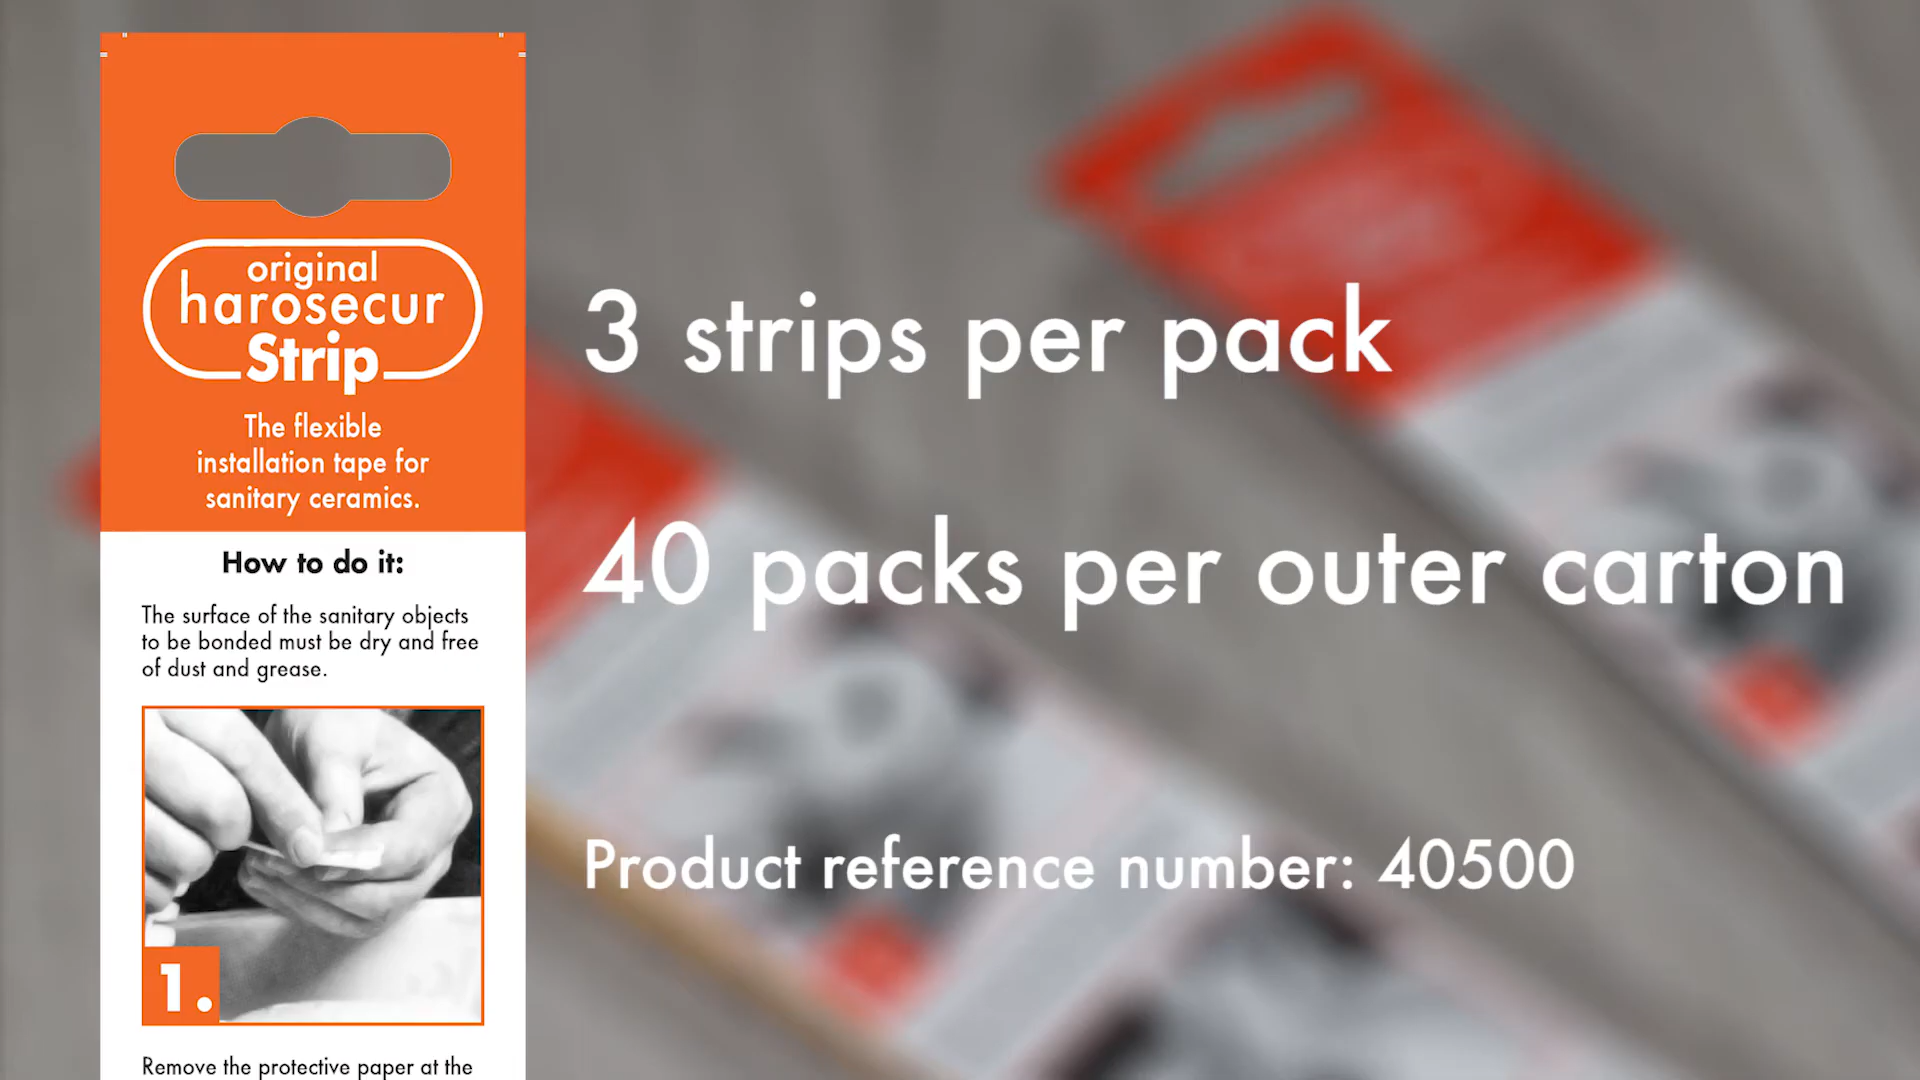 original
harosecur
Strip
The flexible
installation tape for
sanitary ceramics.
How to do it:
The surface of the sanitary objects
to be bonded must be dry and free
of dust and grease.
1.
Remove the protective paper at the
3 strips per pack
40 packs per outer carton
Product reference number: 40500